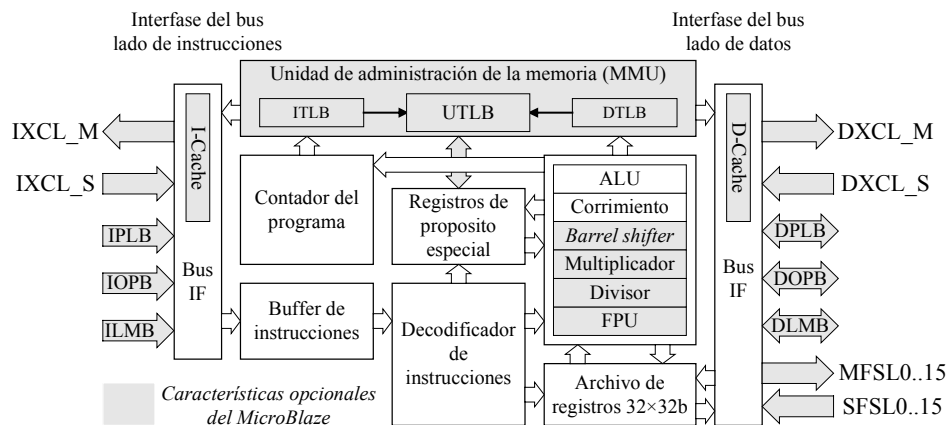 Interfase del bus
lado de instrucciones
Interfase del bus
lado de datos
Unidad de administración de la memoria (MMU)
ITLB
UTLB
DTLB
IXCL_M
IXCL_S
IPLB
IOPB
ILMB
I-Cache
Bus
IF
Contador del
programa
Registros de
proposito
especial
Buffer de
instrucciones
Decodificador
de
instrucciones
ALU
Corrimiento
Barrel shifter
Multiplicador
Divisor
FPU
Archivo de
registros 32×32b
D-Cache
Bus
IF
DXCL_M
DXCL_S
DPLB
DOPB
DLMB
MFSL0..15
SFSL0..15
Características opcionales
del MicroBlaze